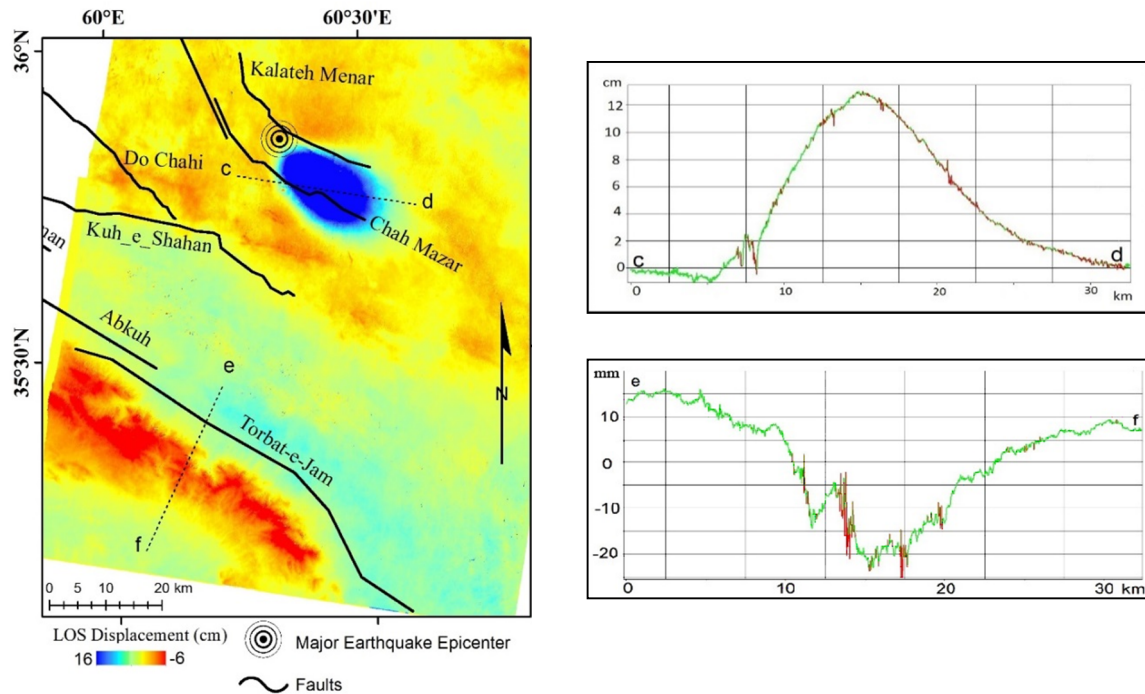 60°E 60°30'E
36°N
Kalateh Menar
Do Chahi
c
d
Chah Mazar
Kuh_e_Shahan
nan
Abkuh
35°30'N
e
N
Torbat-e-Jam
f
0 5 10 20 km
LOS Displacement (cm)
16 -6
Major Earthquake Epicenter
Faults
cm
12
10
8
6
4
2
0
c d
0 10 20 30
km
mm
e
f
10
0
-10
-20
0 10 20 30 km